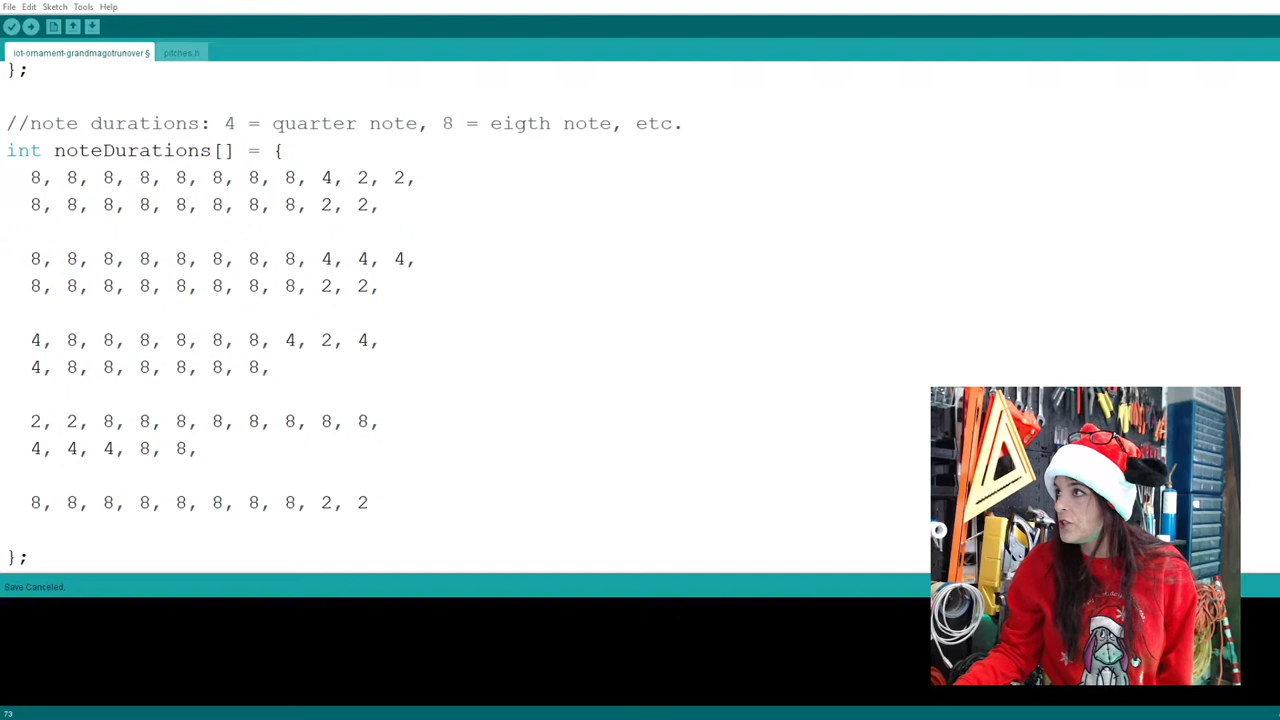 File Edit Sketch Tools Help
iot-ornament-grandmagotrunover § pitches.h
};
//note durations: 4 = quarter note, 8 = eigth note, etc.
int noteDurations[] = {
8, 8, 8, 8, 8, 8, 8, 8, 4, 2, 2,
8, 8, 8, 8, 8, 8, 8, 8, 2, 2,
8, 8, 8, 8, 8, 8, 8, 8, 4, 4, 4,
8, 8, 8, 8, 8, 8, 8, 8, 2, 2,
4, 8, 8, 8, 8, 8, 8, 4, 2, 4,
4, 8, 8, 8, 8, 8, 8,
2, 2, 8, 8, 8, 8, 8, 8, 8, 8,
4, 4, 4, 8, 8,
8, 8, 8, 8, 8, 8, 8, 8, 2, 2
};
Save Canceled.
73